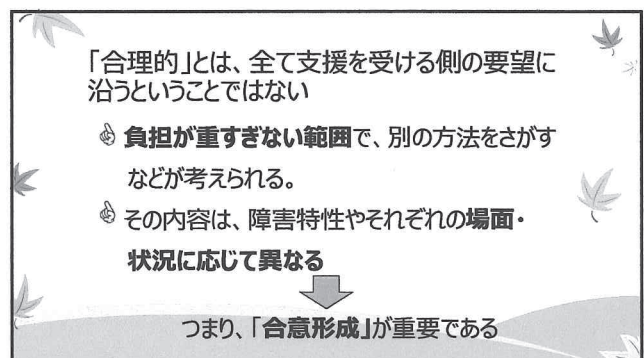 「合理的」とは、全て支援を受ける側の要望に
沿うということではない
負担が重すぎない範囲で、別の方法をさがす
などが考えられる。
その内容は、障害特性やそれぞれの場面・
状況に応じて異なる
つまり、「合意形成」が重要である